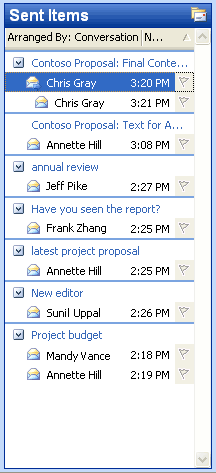 Sent Items
Arranged By: Conversation N...
Contoso Proposal: Final Conte...
Chris Gray 3:20 PM
Chris Gray 3:21 PM
Contoso Proposal: Text for A...
Annette Hill 3:08 PM
annual review
Jeff Pike 2:27 PM
Have you seen the report?
Frank Zhang 2:25 PM
latest project proposal
Annette Hill 2:25 PM
New editor
Sunil Uppal 2:26 PM
Project budget
Mandy Vance 2:18 PM
Annette Hill 2:19 PM